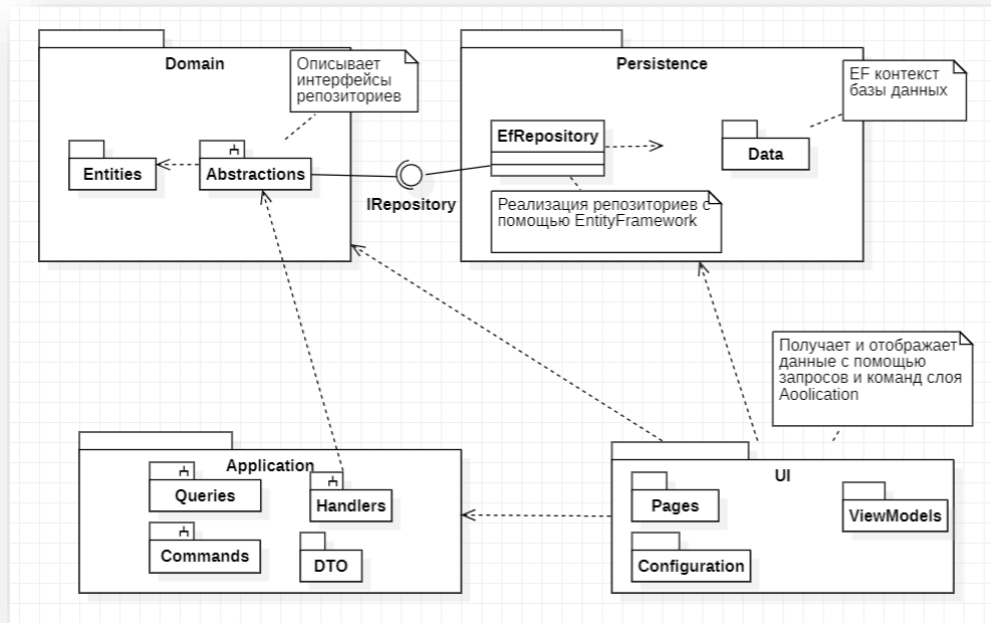 Domain
Описывает
интерфейсы
репозиториев
Entities
Abstractions
IRepository
Persistence
EF контекст
базы данных
EfRepository
Data
Реализация репозиториев с
помощью EntityFramework
Получает и отображает
данные с помощью
запросов и команд слоя
Aoolication
Application
Queries
Handlers
Commands
DTO
UI
Pages
ViewModels
Configuration